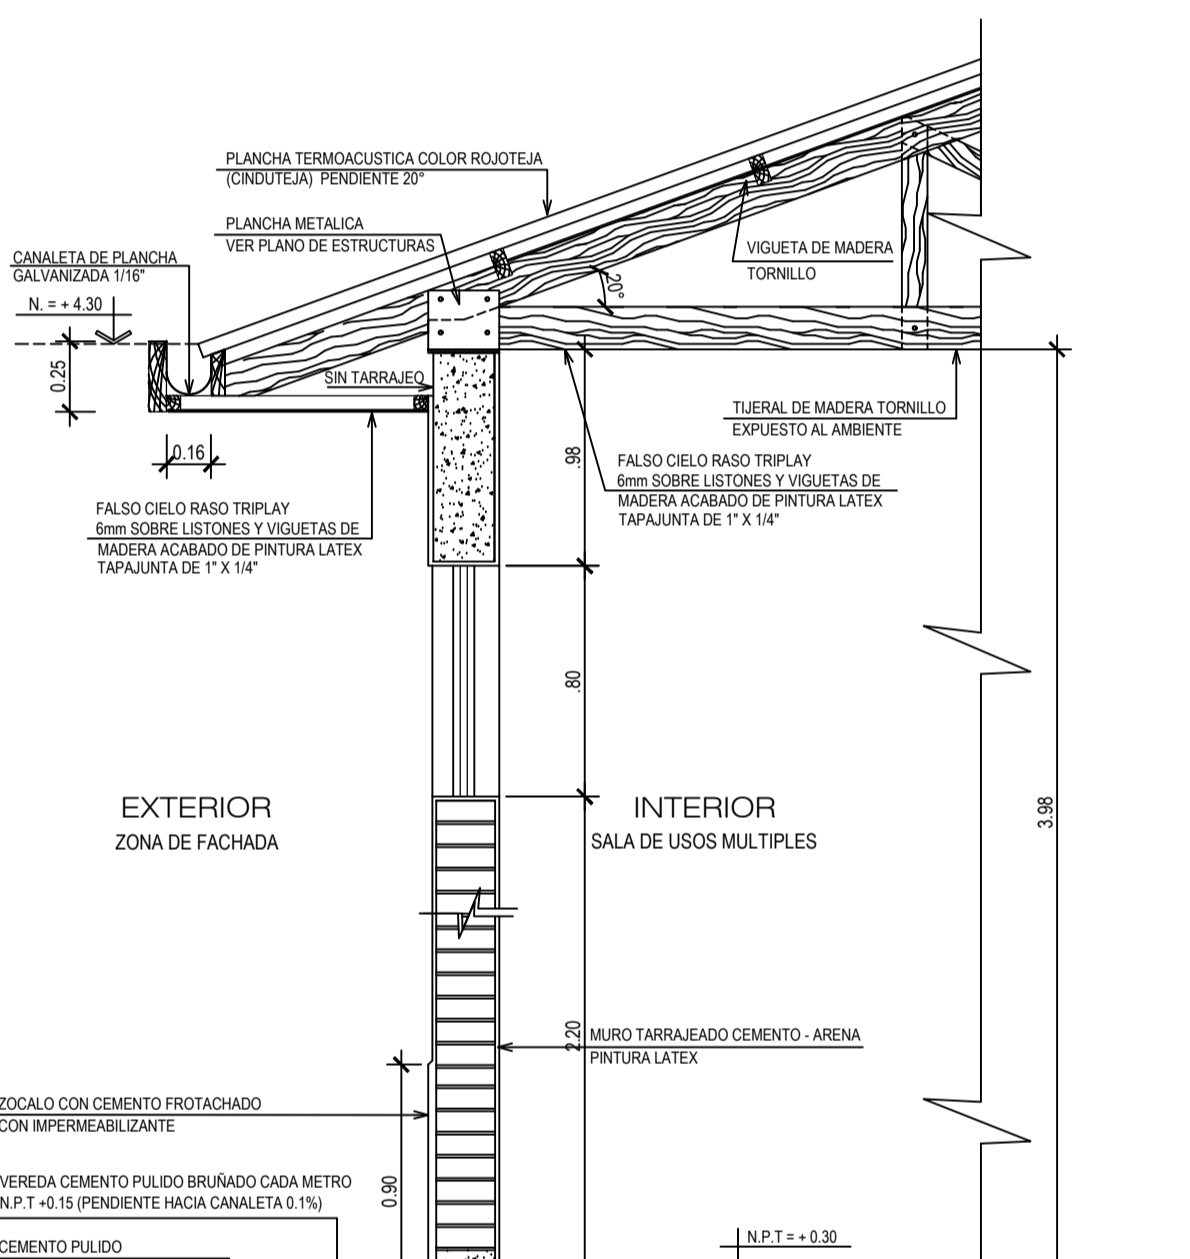 PLANCHA TERMOACUSTICA COLOR ROJOTEJA
(CINDUTEJA) PENDIENTE 20°
PLANCHA METALICA
VER PLANO DE ESTRUCTURAS
CANALETA DE PLANCHA
GALVANIZADA 1/16"
N. = + 4.30
VIGUETA DE MADERA
TORNILLO
20°
0.25
SIN TARRAJEO
0.16
TIJERAL DE MADERA TORNILLO
EXPUESTO AL AMBIENTE
.98
FALSO CIELO RASO TRIPLAY
6mm SOBRE LISTONES Y VIGUETAS DE
MADERA ACABADO DE PINTURA LATEX
TAPAJUNTA DE 1" X 1/4"
FALSO CIELO RASO TRIPLAY
6mm SOBRE LISTONES Y VIGUETAS DE
MADERA ACABADO DE PINTURA LATEX
TAPAJUNTA DE 1" X 1/4"
.80
EXTERIOR
ZONA DE FACHADA
INTERIOR
SALA DE USOS MULTIPLES
3.98
2.20
MURO TARRAJEADO CEMENTO - ARENA
PINTURA LATEX
ZOCALO CON CEMENTO FROTACHADO
CON IMPERMEABILIZANTE
VEREDA CEMENTO PULIDO BRUÑADO CADA METRO
N.P.T +0.15 (PENDIENTE HACIA CANALETA 0.1%)
0.90
CEMENTO PULIDO
N.P.T = + 0.30